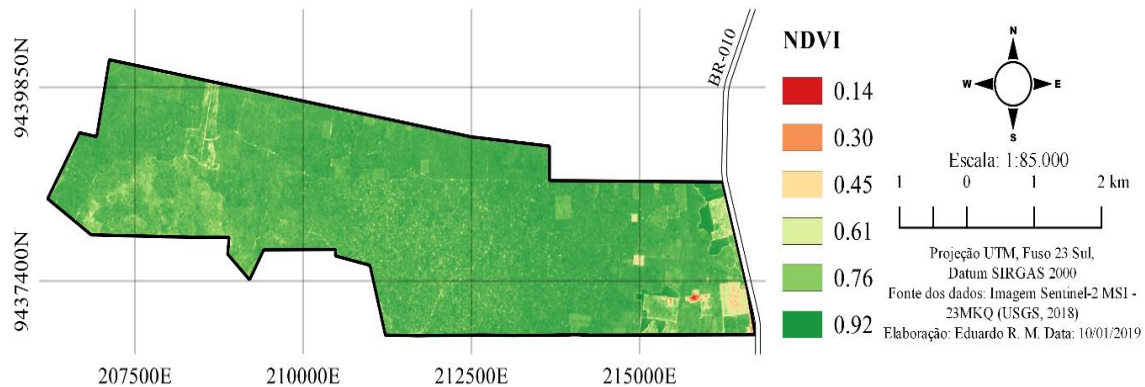 9439850N
9437400N
207500E
210000E
212500E
215000E
BR-010
NDVI
0.14
0.30
0.45
0.61
0.76
0.92
N
W E
S
Escala: 1:85.000
1 0 1 2 km
Projeção UTM, Fuso 23 Sul,
Datum SIRGAS 2000
Fonte dos dados: Imagem Sentinel-2 MSI -
23MKQ (USGS, 2018)
Elaboração: Eduardo R. M. Data: 10/01/2019